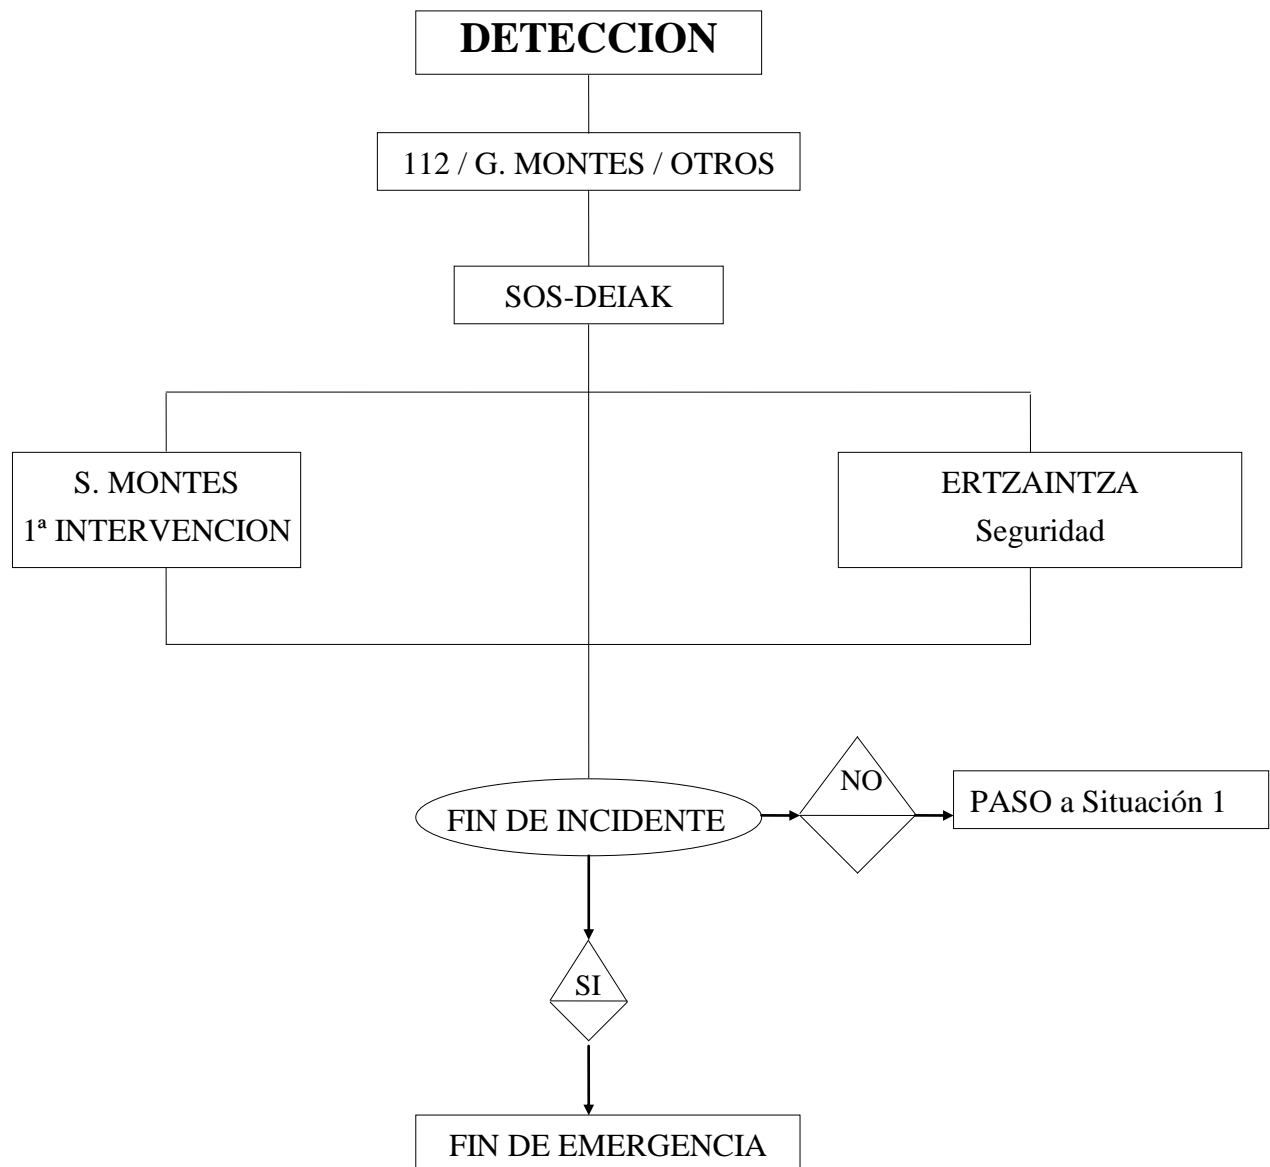 DETECCION
112 / G. MONTES / OTROS
SOS-DEIAK
S. MONTES
1ª INTERVENCION
ERTZAINTZA
Seguridad
FIN DE INCIDENTE
NO
PASO a Situación 1
SI
FIN DE EMERGENCIA